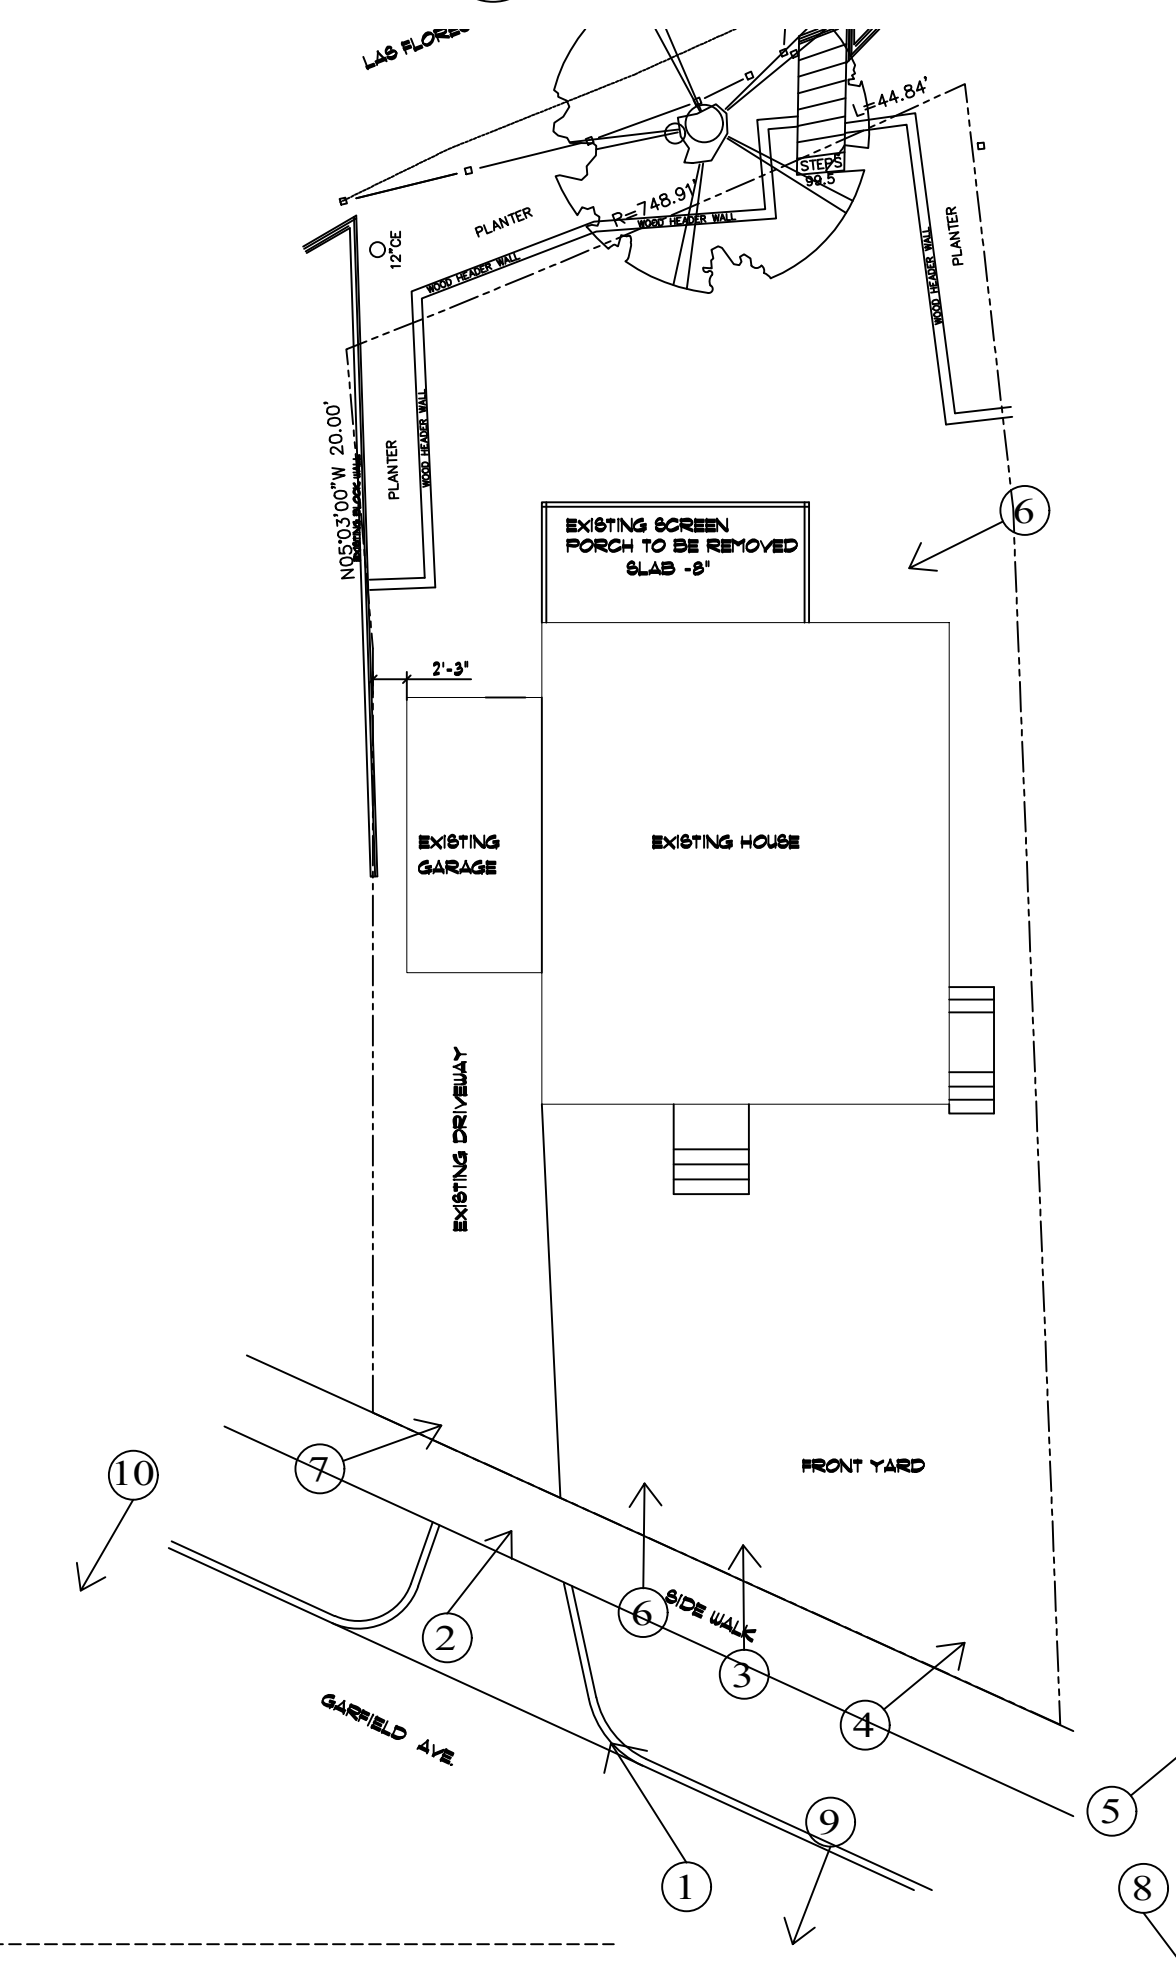 LAS FLORES
L=44.84'
STEPS
99.5
R=748.91'
PLANTER
WOOD HEADER WALL
12"CE
WOOD HEADER WALL
WOOD HEADER WALL
PLANTER
N05°03'00"W 20.00'
EXISTING BLOCK WALL
PLANTER
WOOD HEADER WALL
6
EXISTING SCREEN
PORCH TO BE REMOVED
SLAB -8"
2'-3"
EXISTING
GARAGE
EXISTING HOUSE
EXISTING DRIVEWAY
FRONT YARD
10
7
2
6
SIDE WALK
3
4
GARFIELD AVE.
5
9
1
8